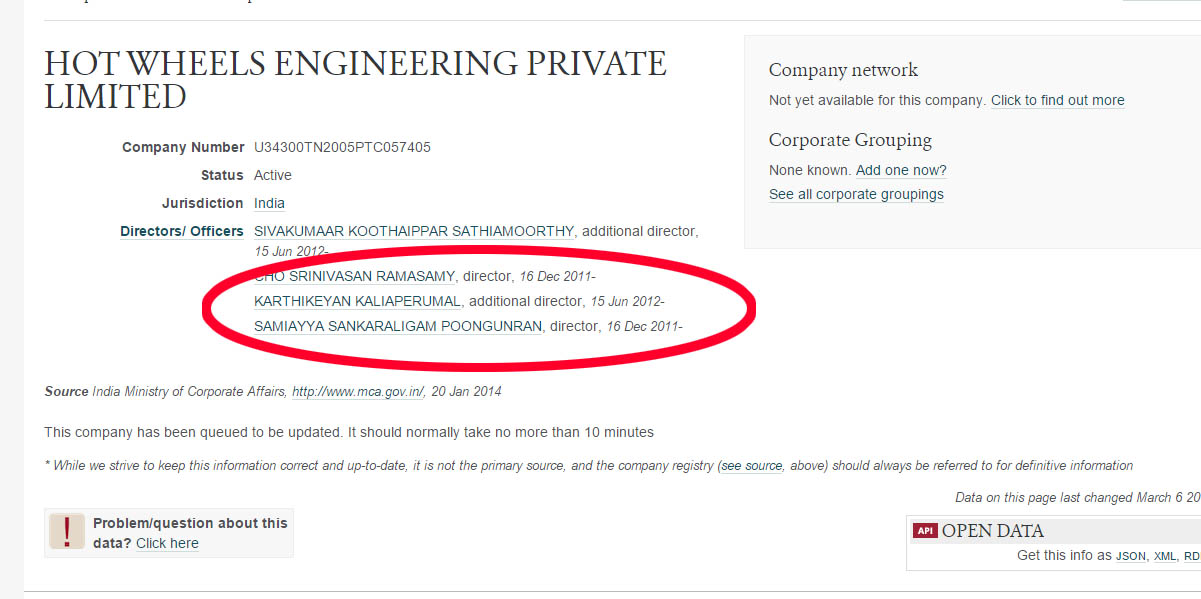 HOT WHEELS ENGINEERING PRIVATE
LIMITED
Company Number U34300TN2005PTC057405
Status Active
Jurisdiction India
Directors/ Officers SIVAKUMAAR KOOTHAIPPAR SATHIAMOORTHY, additional director,
15 Jun 2012-
CHO SRINIVASAN RAMASAMY, director, 16 Dec 2011-
KARTHIKEYAN KALIAPERUMAL, additional director, 15 Jun 2012-
SAMIAYYA SANKARALIGAM POONGUNRAN, director, 16 Dec 2011-
Company network
Not yet available for this company. Click to find out more
Corporate Grouping
None known. Add one now?
See all corporate groupings
Source India Ministry of Corporate Affairs, http://www.mca.gov.in/, 20 Jan 2014
This company has been queued to be updated. It should normally take no more than 10 minutes
* While we strive to keep this information correct and up-to-date, it is not the primary source, and the company registry (see source, above) should always be referred to for definitive information
Data on this page last changed March 6 20
! Problem/question about this
data? Click here
API OPEN DATA
Get this info as JSON, XML, RD